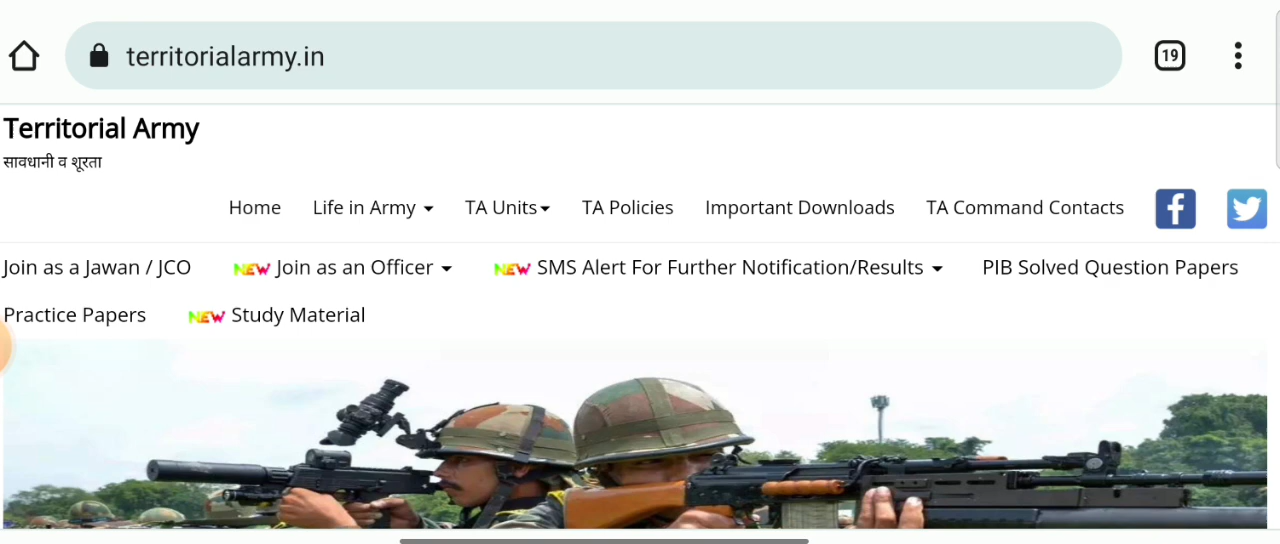 territorialarmy.in 19
Territorial Army
सावधानी व शूरता
Home Life in Army TA Units TA Policies Important Downloads TA Command Contacts
Join as a Jawan / JCO NEW Join as an Officer NEW SMS Alert For Further Notification/Results PIB Solved Question Papers
Practice Papers NEW Study Material